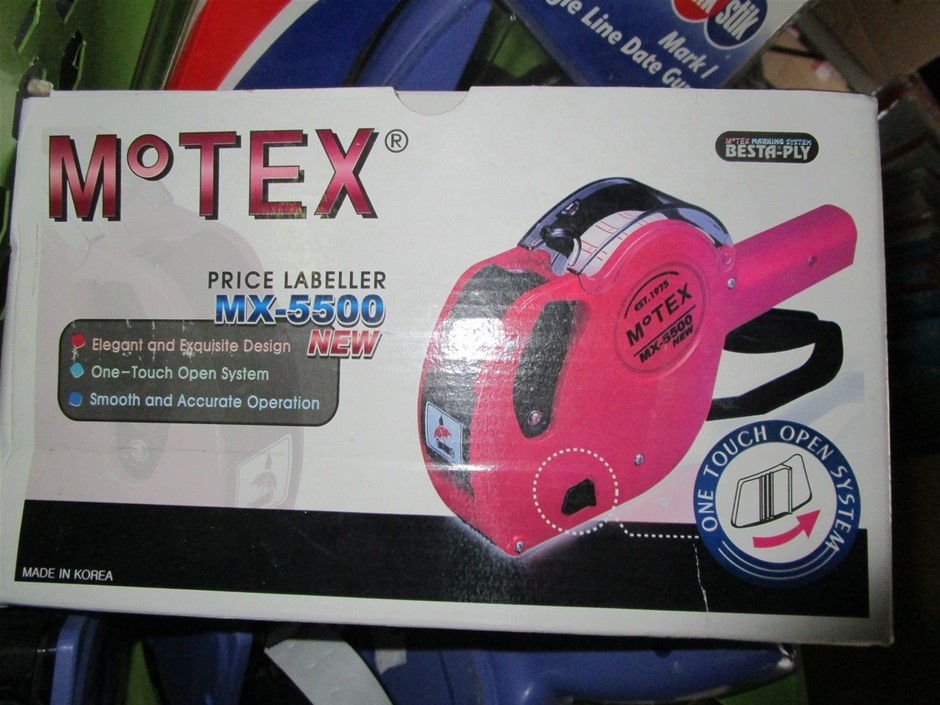 stik
Mark I
Line Date
MOTEX®
MOTEX MARKING SYSTEM
BESTA-PLY
PRICE LABELLER
MX-5500
NEW
Elegant and Exquisite Design
One-Touch Open System
Smooth and Accurate Operation
EST.1975
MOTEX
MX-5500
NEW
ONE TOUCH OPEN SYSTEM
MADE IN KOREA